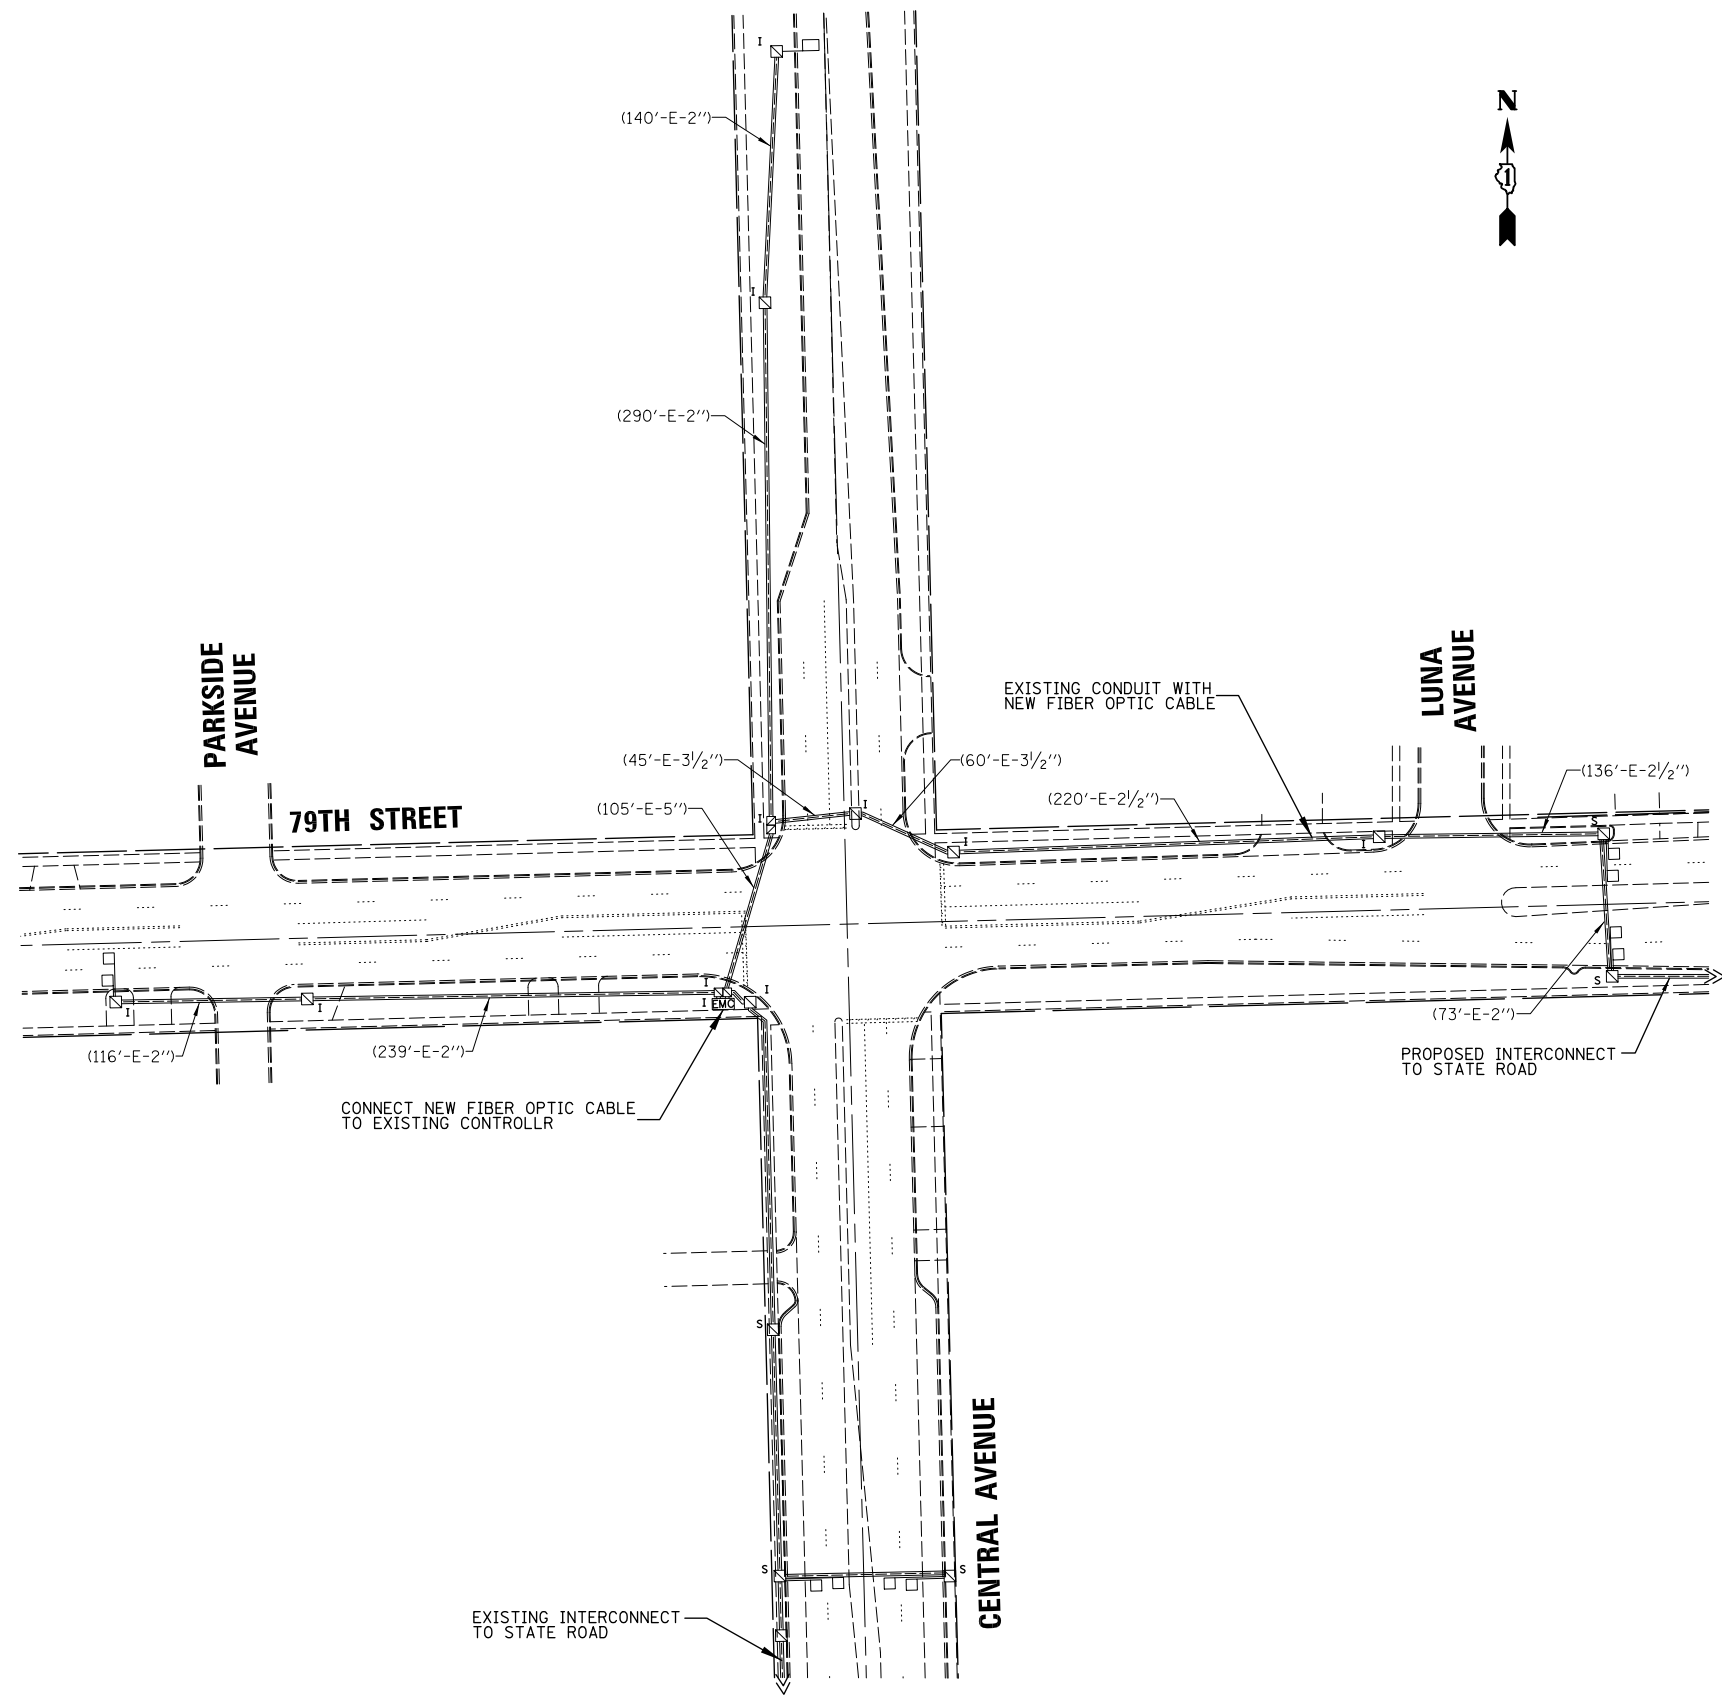 I
N
(140'-E-2'')
1
I
(290'-E-2'')
PARKSIDE
AVENUE
LUNA
AVENUE
EXISTING CONDUIT WITH
NEW FIBER OPTIC CABLE
(45'-E-3½'')
(60'-E-3½'')
(136'-E-2½'')
(220'-E-2½'')
79TH STREET
(105'-E-5'')
I
I
I
I
S
I
I
I
I
I
EMC
S
(73'-E-2'')
(116'-E-2'')
(239'-E-2'')
PROPOSED INTERCONNECT
TO STATE ROAD
CONNECT NEW FIBER OPTIC CABLE
TO EXISTING CONTROLLR
S
CENTRAL AVENUE
S
S
EXISTING INTERCONNECT
TO STATE ROAD